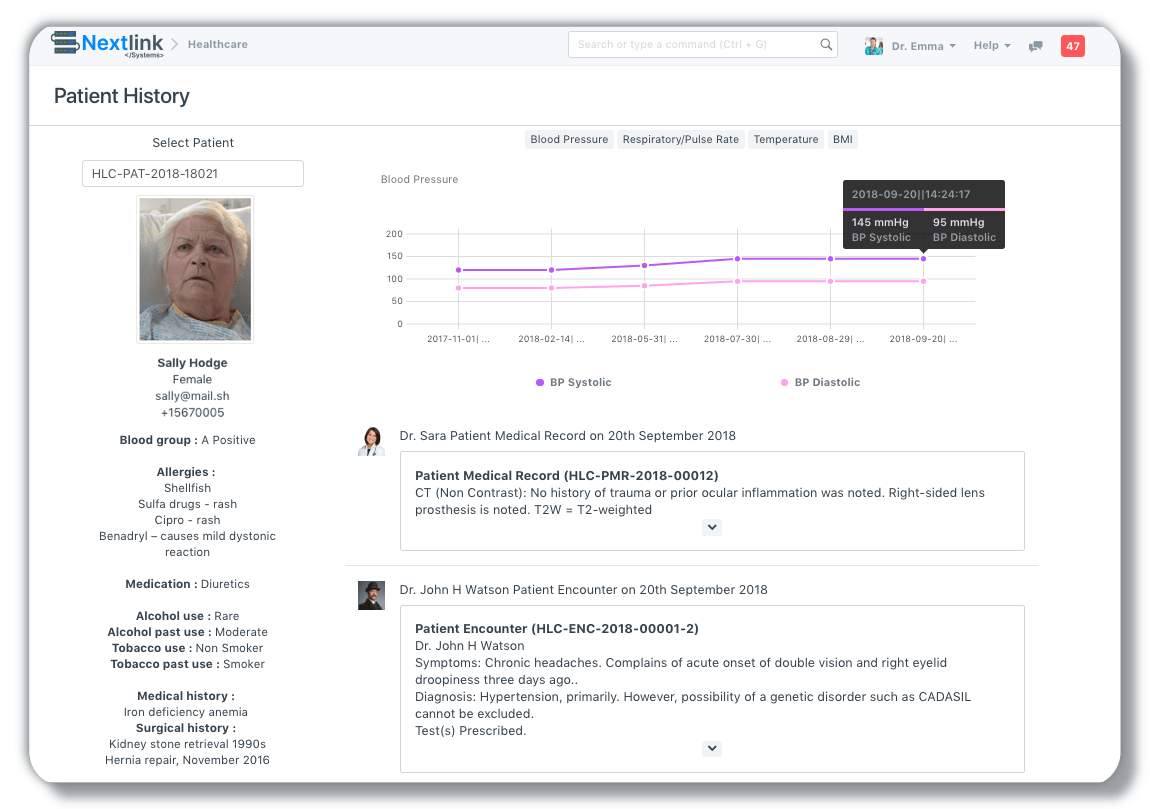 Nextlink
</Systems>
Healthcare
Search or type a command (Ctrl + G)
Dr. Emma
Help
47
Patient History
Select Patient
HLC-PAT-2018-18021
Sally Hodge
Female
sally@mail.sh
+15670005
Blood group : A Positive
Allergies :
Shellfish
Sulfa drugs - rash
Cipro - rash
Benadryl – causes mild dystonic
reaction
Medication : Diuretics
Alcohol use : Rare
Alcohol past use : Moderate
Tobacco use : Non Smoker
Tobacco past use : Smoker
Medical history :
Iron deficiency anemia
Surgical history :
Kidney stone retrieval 1990s
Hernia repair, November 2016
Blood Pressure Respiratory/Pulse Rate Temperature BMI
Blood Pressure
2018-09-20||14:24:17
145 mmHg 95 mmHg
BP Systolic BP Diastolic
200
150
100
50
0
2017-11-01| ... 2018-02-14| ... 2018-05-31| ... 2018-07-30| ... 2018-08-29| ... 2018-09-20| ...
BP Systolic BP Diastolic
Dr. Sara Patient Medical Record on 20th September 2018
Patient Medical Record (HLC-PMR-2018-00012)
CT (Non Contrast): No history of trauma or prior ocular inflammation was noted. Right-sided lens
prosthesis is noted. T2W = T2-weighted
Dr. John H Watson Patient Encounter on 20th September 2018
Patient Encounter (HLC-ENC-2018-00001-2)
Dr. John H Watson
Symptoms: Chronic headaches. Complains of acute onset of double vision and right eyelid
droopiness three days ago..
Diagnosis: Hypertension, primarily. However, possibility of a genetic disorder such as CADASIL
cannot be excluded.
Test(s) Prescribed.